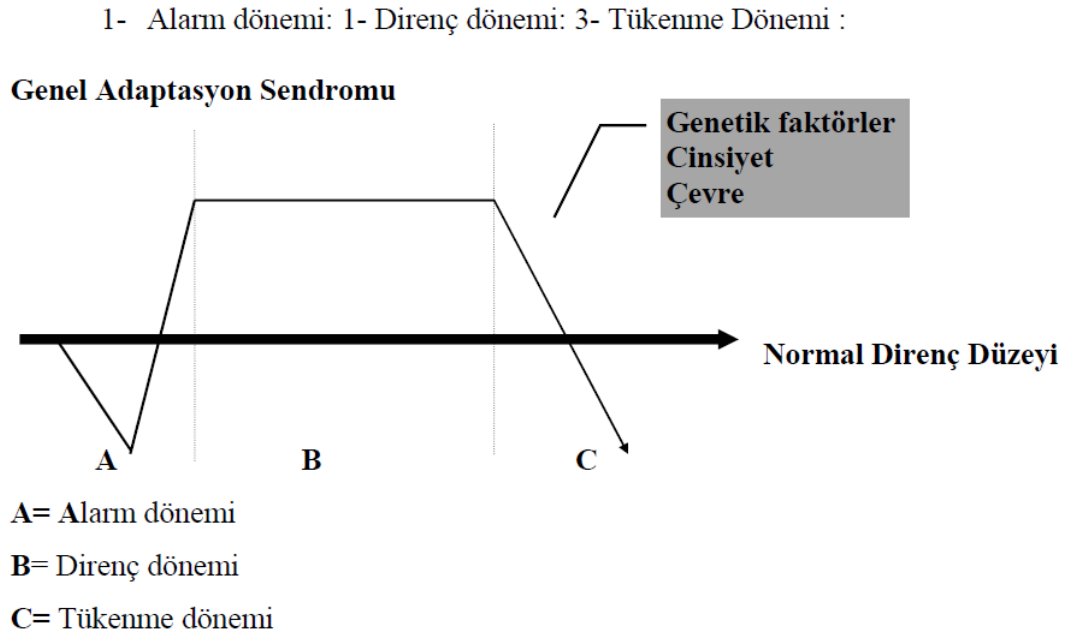 1- Alarm dönemi: 1- Direnç dönemi: 3- Tükenme Dönemi :
Genel Adaptasyon Sendromu
Genetik faktörler
Cinsiyet
Çevre
Normal Direnç Düzeyi
A B C
A= Alarm dönemi
B= Direnç dönemi
C= Tükenme dönemi